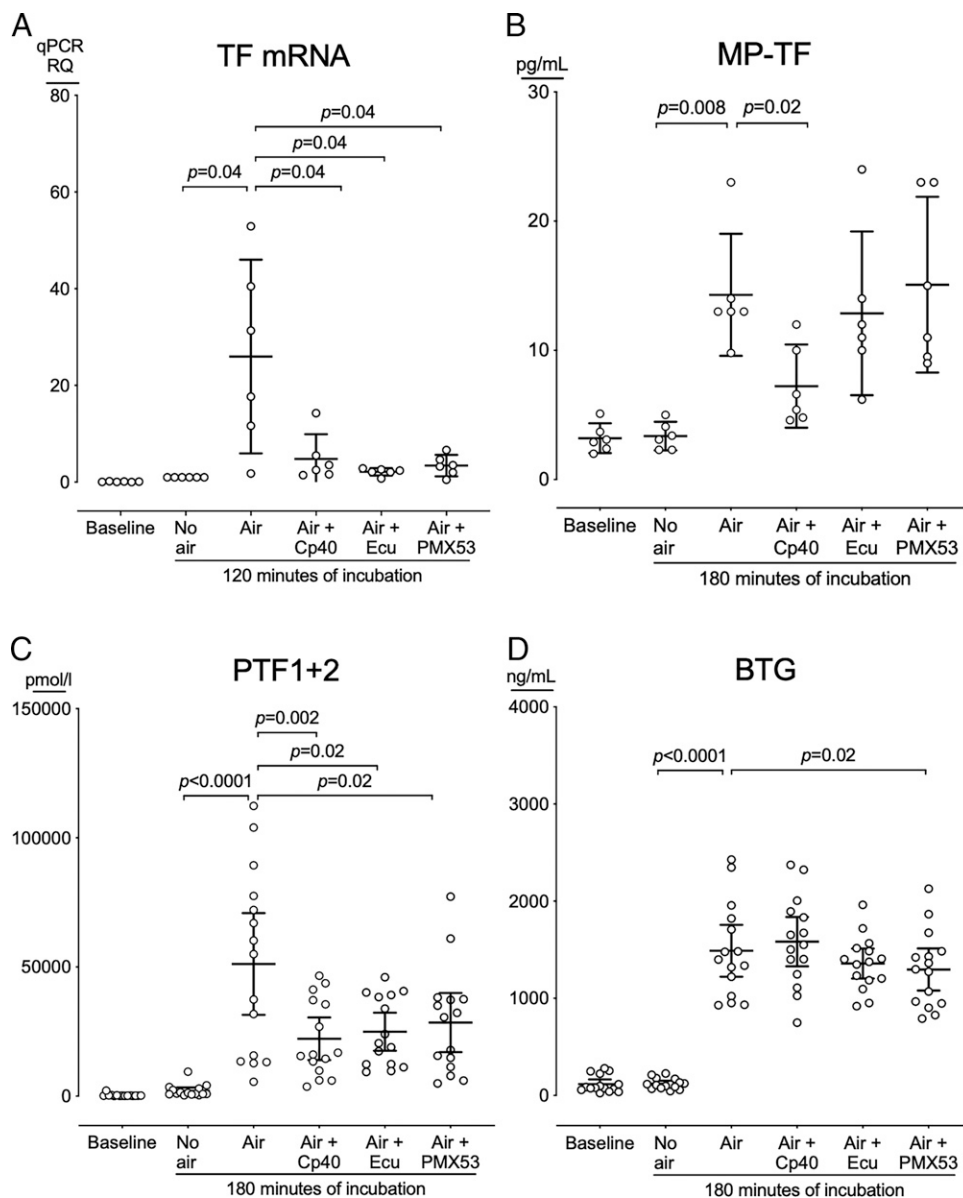 A
qPCR
RQ
TF mRNA
80
60
40
20
0
p=0.04
p=0.04
p=0.04
p=0.04
Baseline
No
air
Air
Air +
Cp40
Air +
Ecu
Air +
PMX53
120 minutes of incubation
B
pg/mL
MP-TF
30
20
10
0
p=0.008
p=0.02
Baseline
No
air
Air
Air +
Cp40
Air +
Ecu
Air +
PMX53
180 minutes of incubation
C
pmol/l
PTF1+2
150000
100000
50000
0
p=0.002
p=0.02
p<0.0001
p=0.02
Baseline
No
air
Air
Air +
Cp40
Air +
Ecu
Air +
PMX53
180 minutes of incubation
D
ng/mL
BTG
4000
3000
2000
1000
0
p<0.0001
p=0.02
Baseline
No
air
Air
Air +
Cp40
Air +
Ecu
Air +
PMX53
180 minutes of incubation